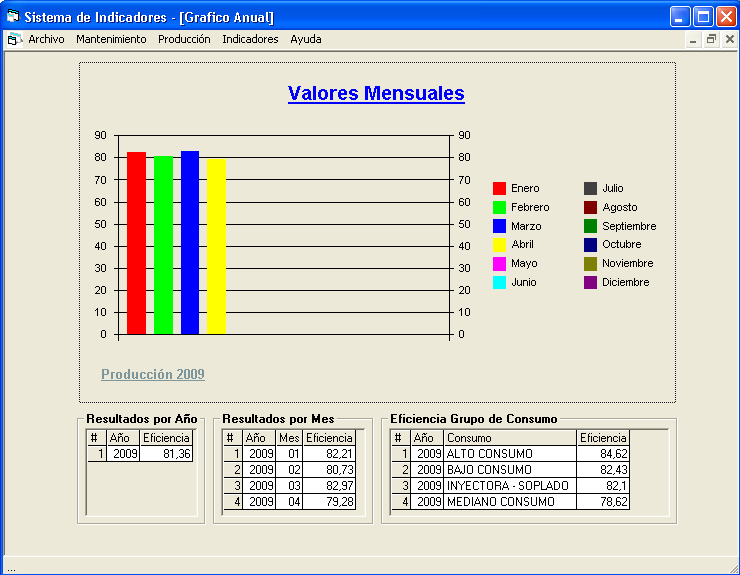 Sistema de Indicadores - [Grafico Anual]
Archivo Mantenimiento Producción Indicadores Ayuda
Valores Mensuales
90 90
80 80
70 70
60 60
50 50
40 40
30 30
20 20
10 10
0 0
Enero Julio
Febrero Agosto
Marzo Septiembre
Abril Octubre
Mayo Noviembre
Junio Diciembre
Producción 2009
Resultados por Año
# Año Eficiencia
1 2009 81,36
Resultados por Mes
# Año Mes Eficiencia
1 2009 01 82,21
2 2009 02 80,73
3 2009 03 82,97
4 2009 04 79,28
Eficiencia Grupo de Consumo
# Año Consumo Eficiencia
1 2009 ALTO CONSUMO 84,62
2 2009 BAJO CONSUMO 82,43
3 2009 INYECTORA - SOPLADO 82,1
4 2009 MEDIANO CONSUMO 78,62
...